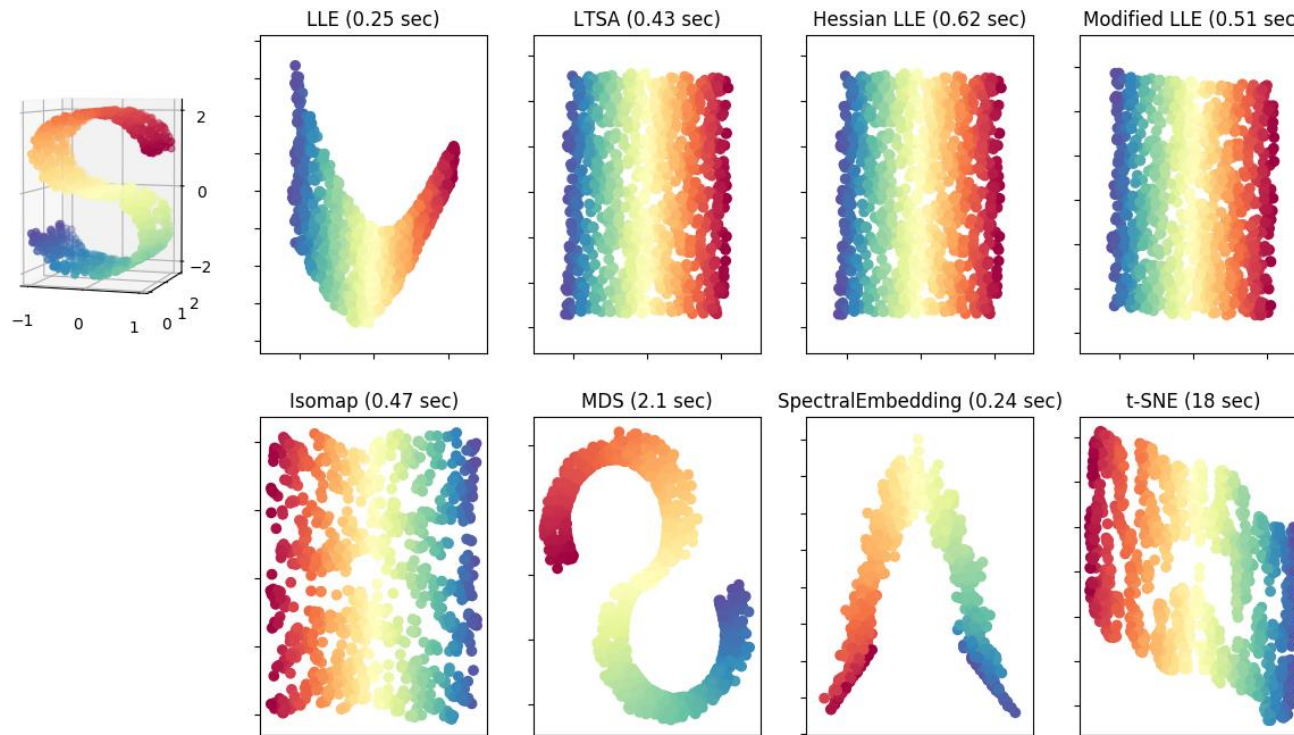 LLE (0.25 sec)
LTSA (0.43 sec)
Hessian LLE (0.62 sec)
Modified LLE (0.51 sec
2
0
−2
−1 0 1 0 1 2
Isomap (0.47 sec)
MDS (2.1 sec)
SpectralEmbedding (0.24 sec)
t-SNE (18 sec)